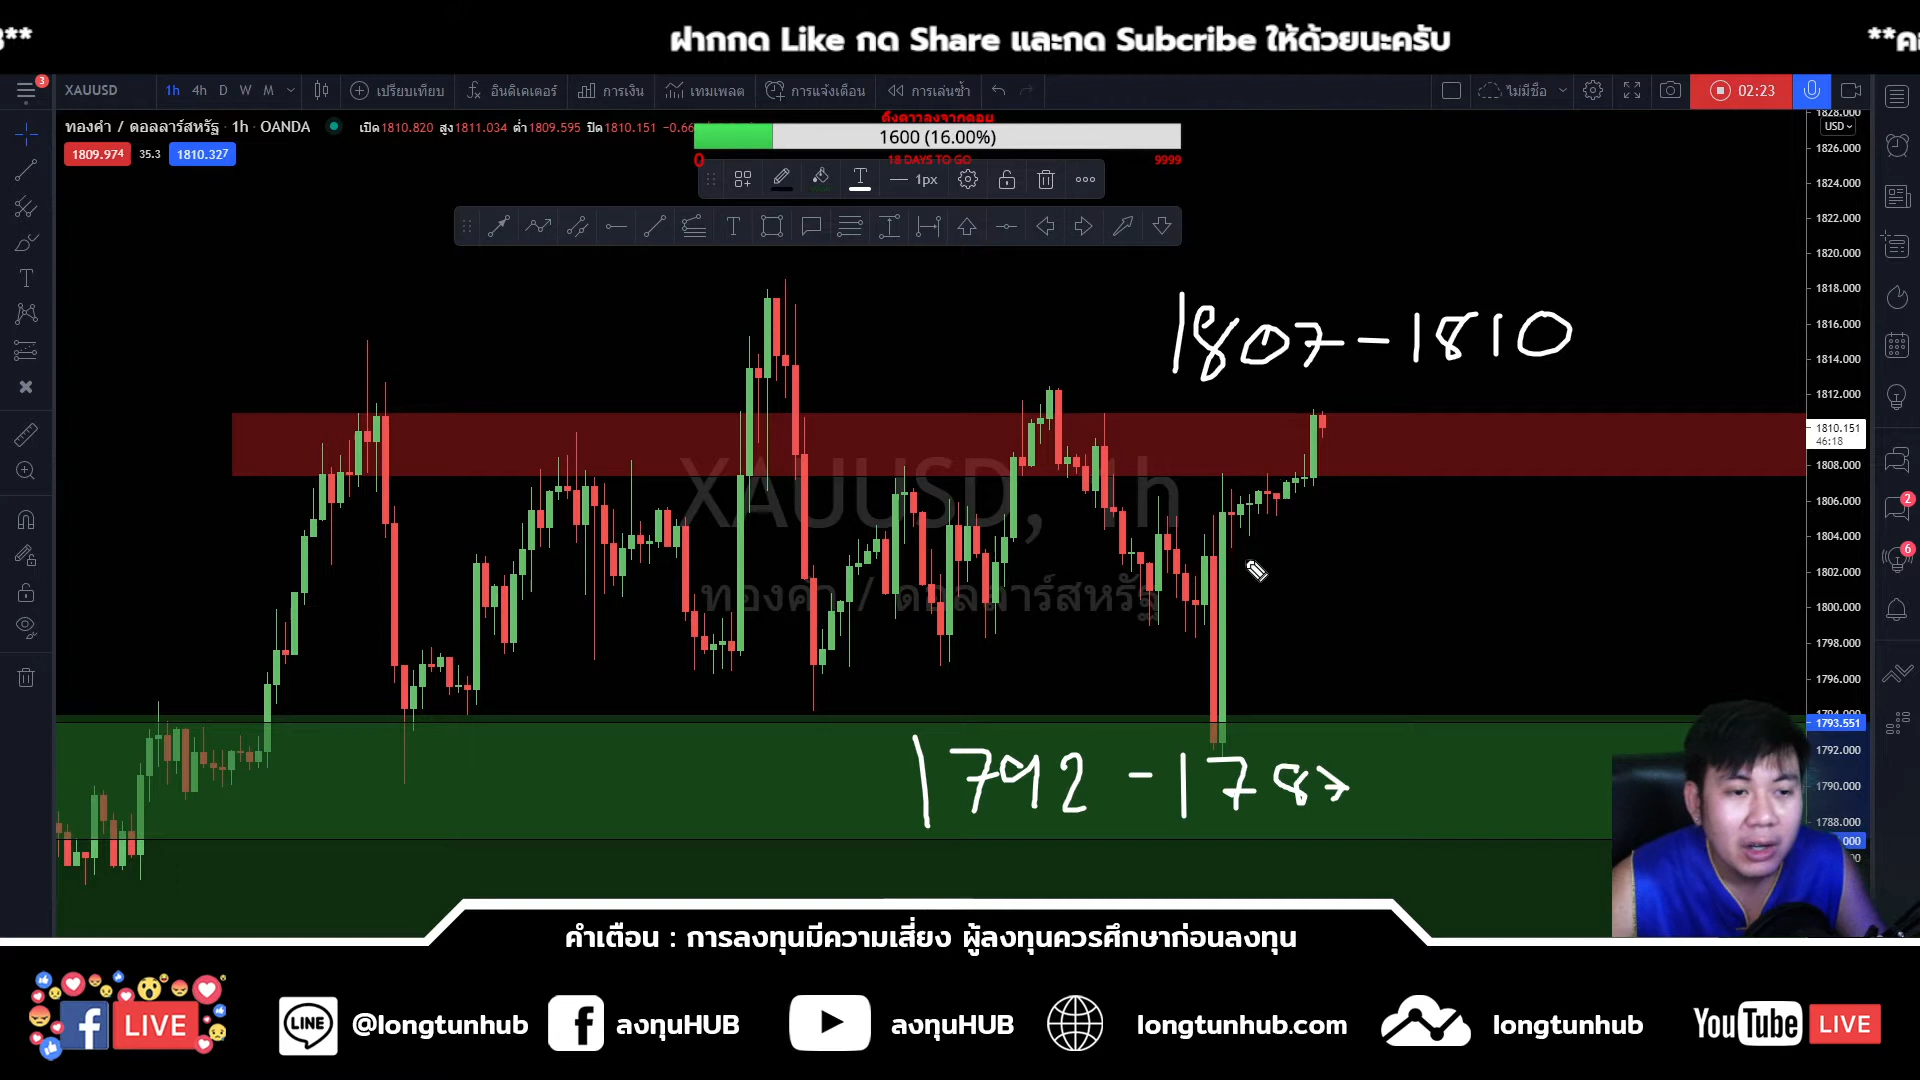 3**
ฝากกด Like กด Share และกด Subcribe ให้ด้วยนะครับ
3
XAUUSD
1h
4h
D
W
M
เปรียบเทียบ
อินดิเคเตอร์
การเงิน
เทมเพลต
การแจ้งเตือน
การเล่นซ้ำ
ไม่มีชื่อ
02:23
ทองคำ / ดอลลาร์สหรัฐ · 1h · OANDA
เปิด1810.820 สูง1811.034 ต่ำ1809.595 ปิด1810.151
1809.974
35.3
1810.327
1600 (16.00%)
0
18 DAYS TO GO
9999
1px
T
1828.000
USD
1826.000
1824.000
1822.000
1820.000
1818.000
1816.000
1814.000
1812.000
1810.151
46:18
1808.000
1806.000
1804.000
1802.000
1800.000
1798.000
1796.000
1793.551
1792.000
1790.000
1788.000
000
2
6
1807-1810
XAUUSD, 1h
ทองคำ / ดอลลาร์สหรัฐ
1792-1787
คำเตือน : การลงทุนมีความเสี่ยง ผู้ลงทุนควรศึกษาก่อนลงทุน
f LIVE
LINE
@longtunhub
ลงทุนHUB
ลงทุนHUB
longtunhub.com
longtunhub
YouTube LIVE